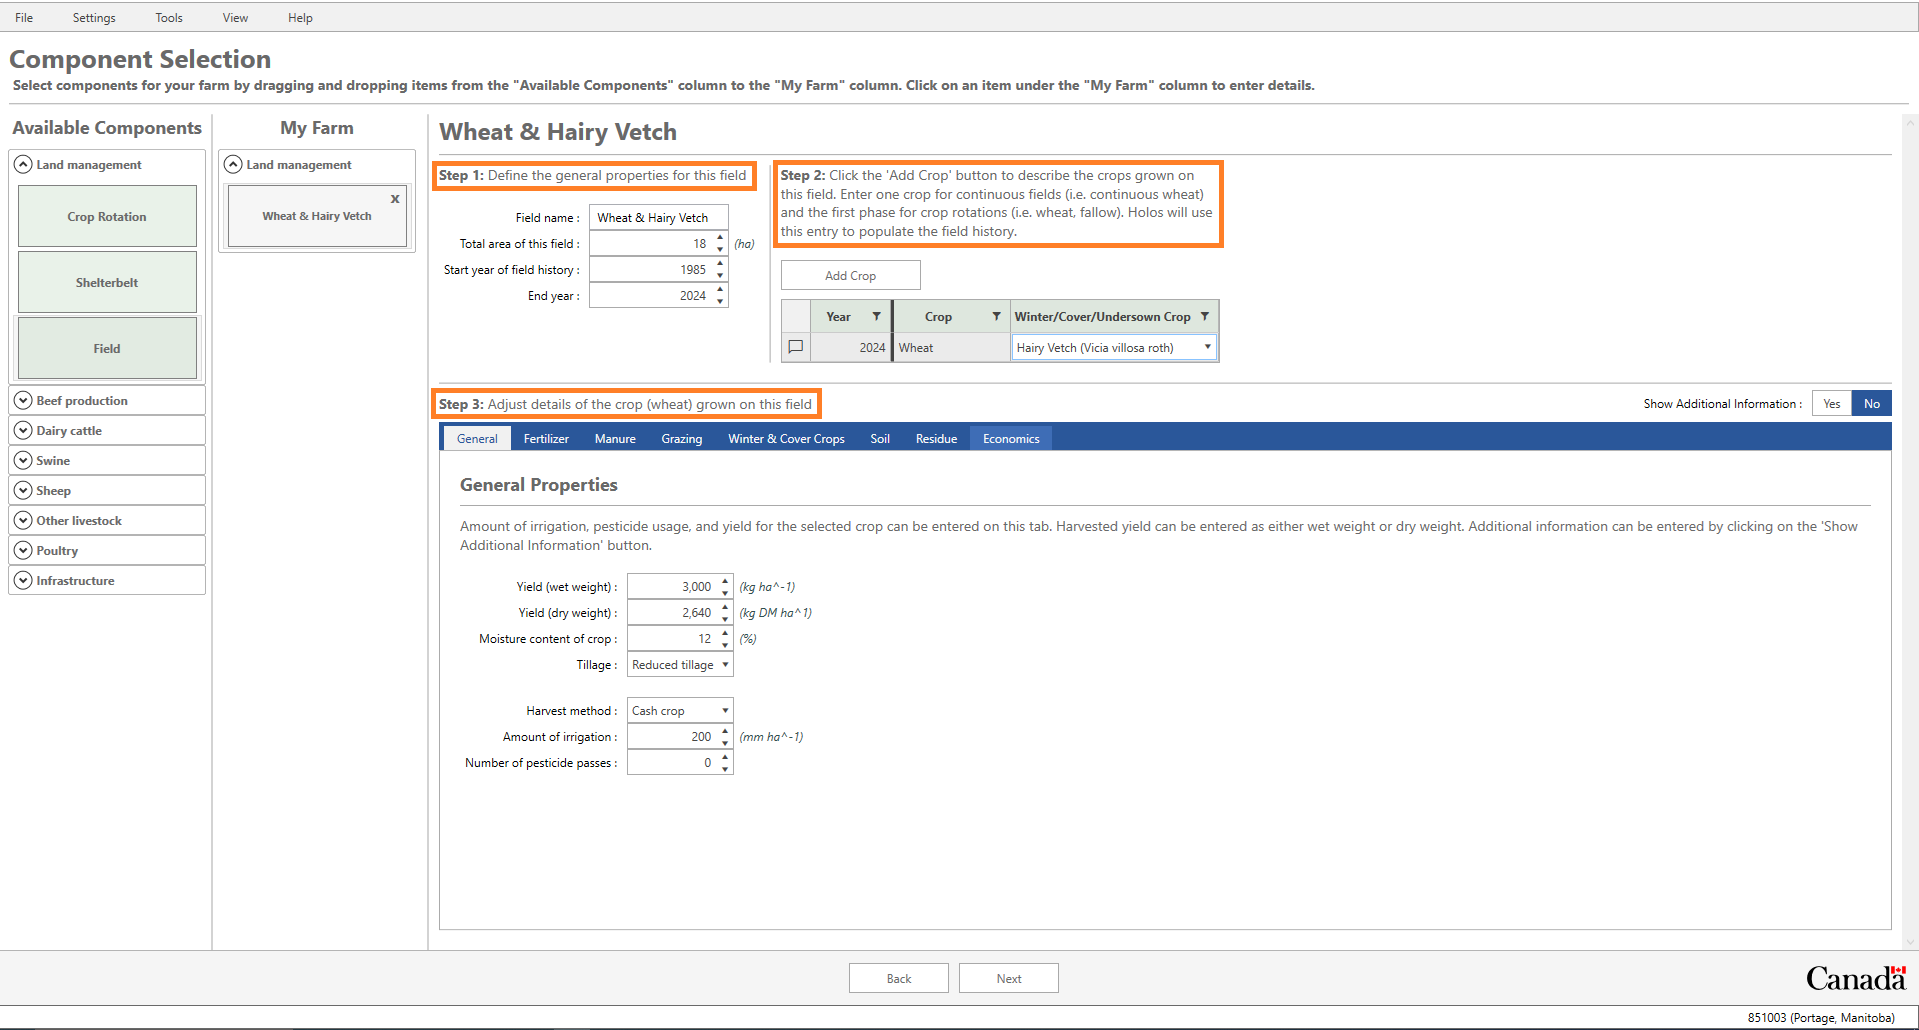 File Settings Tools View Help
Component Selection
Select components for your farm by dragging and dropping items from the "Available Components" column to the "My Farm" column. Click on an item under the "My Farm" column to enter details.
Available Components
Land management
Crop Rotation
Shelterbelt
Field
Beef production
Dairy cattle
Swine
Sheep
Other livestock
Poultry
Infrastructure
My Farm
Land management
x
Wheat & Hairy Vetch
Wheat & Hairy Vetch
Step 1: Define the general properties for this field
Field name : Wheat & Hairy Vetch
Total area of this field : 18 (ha)
Start year of field history : 1985
End year : 2024
Step 2: Click the 'Add Crop' button to describe the crops grown on
this field. Enter one crop for continuous fields (i.e. continuous wheat)
and the first phase for crop rotations (i.e. wheat, fallow). Holos will use
this entry to populate the field history.
Add Crop
Year Crop Winter/Cover/Undersown Crop
2024 Wheat Hairy Vetch (Vicia villosa roth)
Step 3: Adjust details of the crop (wheat) grown on this field
Show Additional Information : Yes No
General Fertilizer Manure Grazing Winter & Cover Crops Soil Residue Economics
General Properties
Amount of irrigation, pesticide usage, and yield for the selected crop can be entered on this tab. Harvested yield can be entered as either wet weight or dry weight. Additional information can be entered by clicking on the 'Show
Additional Information' button.
Yield (wet weight) : 3,000 (kg ha^-1)
Yield (dry weight) : 2,640 (kg DM ha^1)
Moisture content of crop : 12 (%)
Tillage : Reduced tillage
Harvest method : Cash crop
Amount of irrigation : 200 (mm ha^-1)
Number of pesticide passes : 0
Back Next
Canada
851003 (Portage, Manitoba)